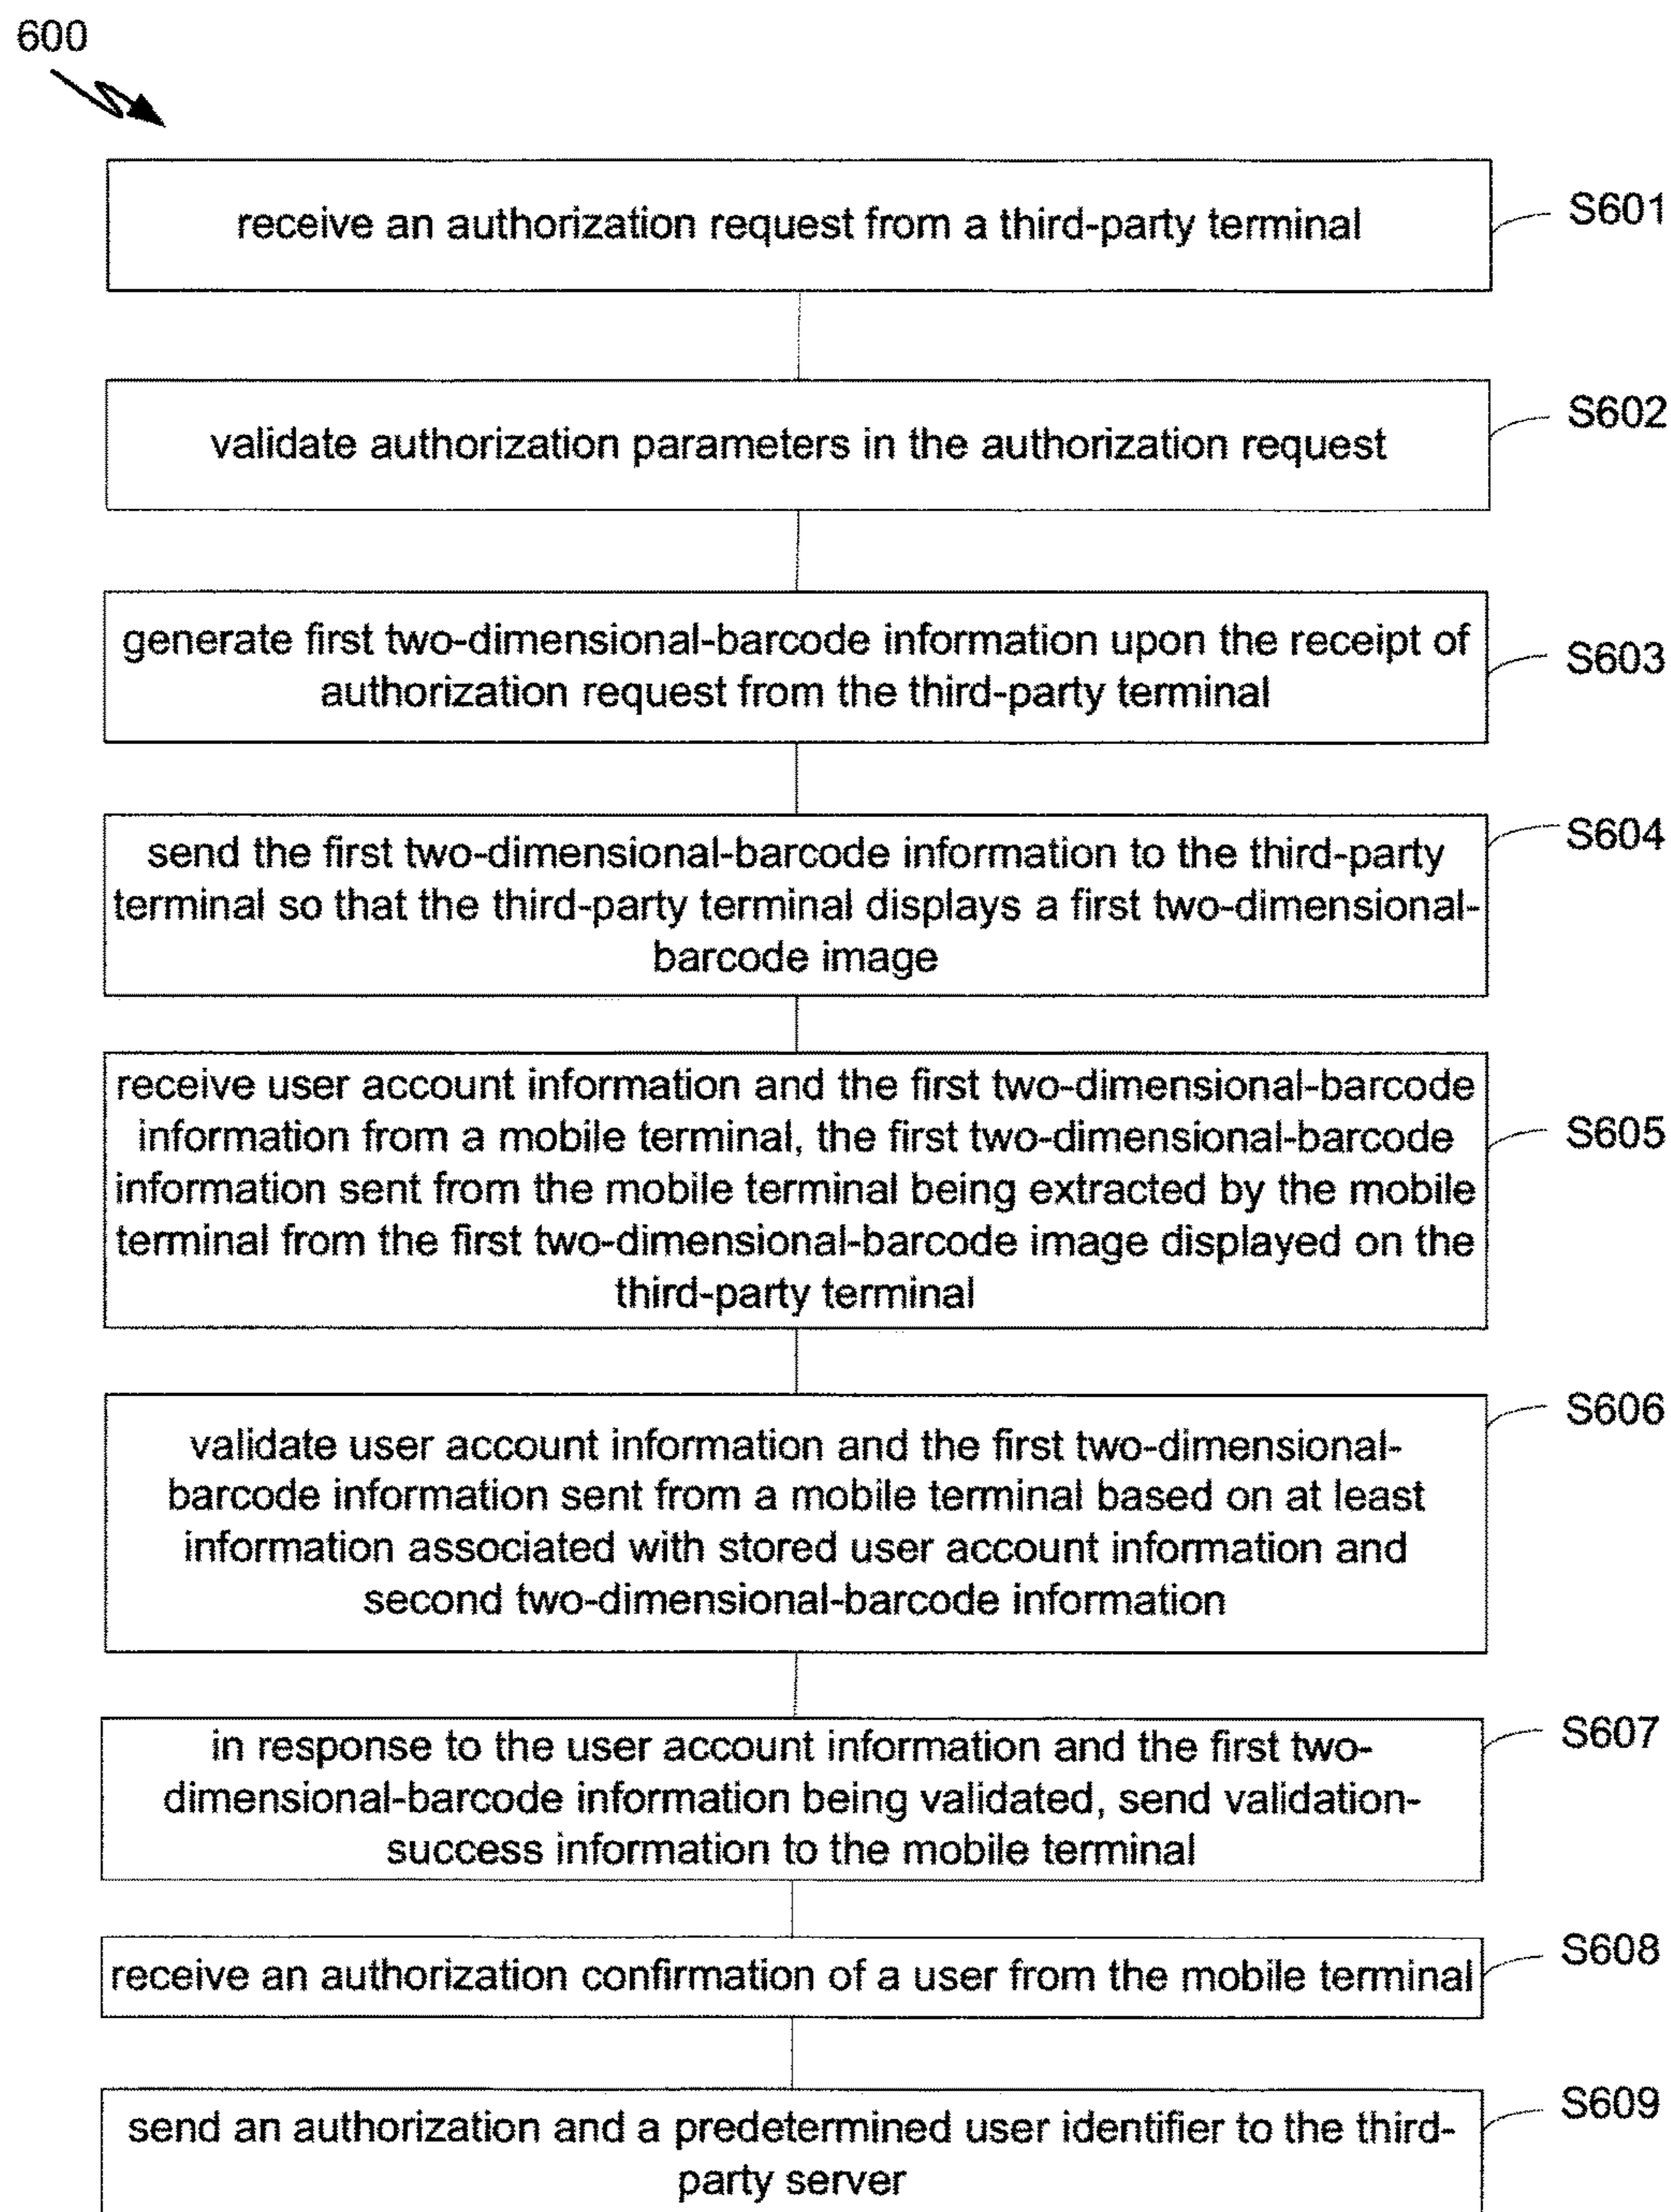 600
receive an authorization request from a third-party terminal
S601
validate authorization parameters in the authorization request
S602
generate first two-dimensional-barcode information upon the receipt of
authorization request from the third-party terminal
S603
send the first two-dimensional-barcode information to the third-party
terminal so that the third-party terminal displays a first two-dimensional-
barcode image
S604
receive user account information and the first two-dimensional-barcode
information from a mobile terminal, the first two-dimensional-barcode
information sent from the mobile terminal being extracted by the mobile
terminal from the first two-dimensional-barcode image displayed on the
third-party terminal
S605
validate user account information and the first two-dimensional-
barcode information sent from a mobile terminal based on at least
information associated with stored user account information and
second two-dimensional-barcode information
S606
in response to the user account information and the first two-
dimensional-barcode information being validated, send validation-
success information to the mobile terminal
S607
receive an authorization confirmation of a user from the mobile terminal
S608
send an authorization and a predetermined user identifier to the third-
party server
S609